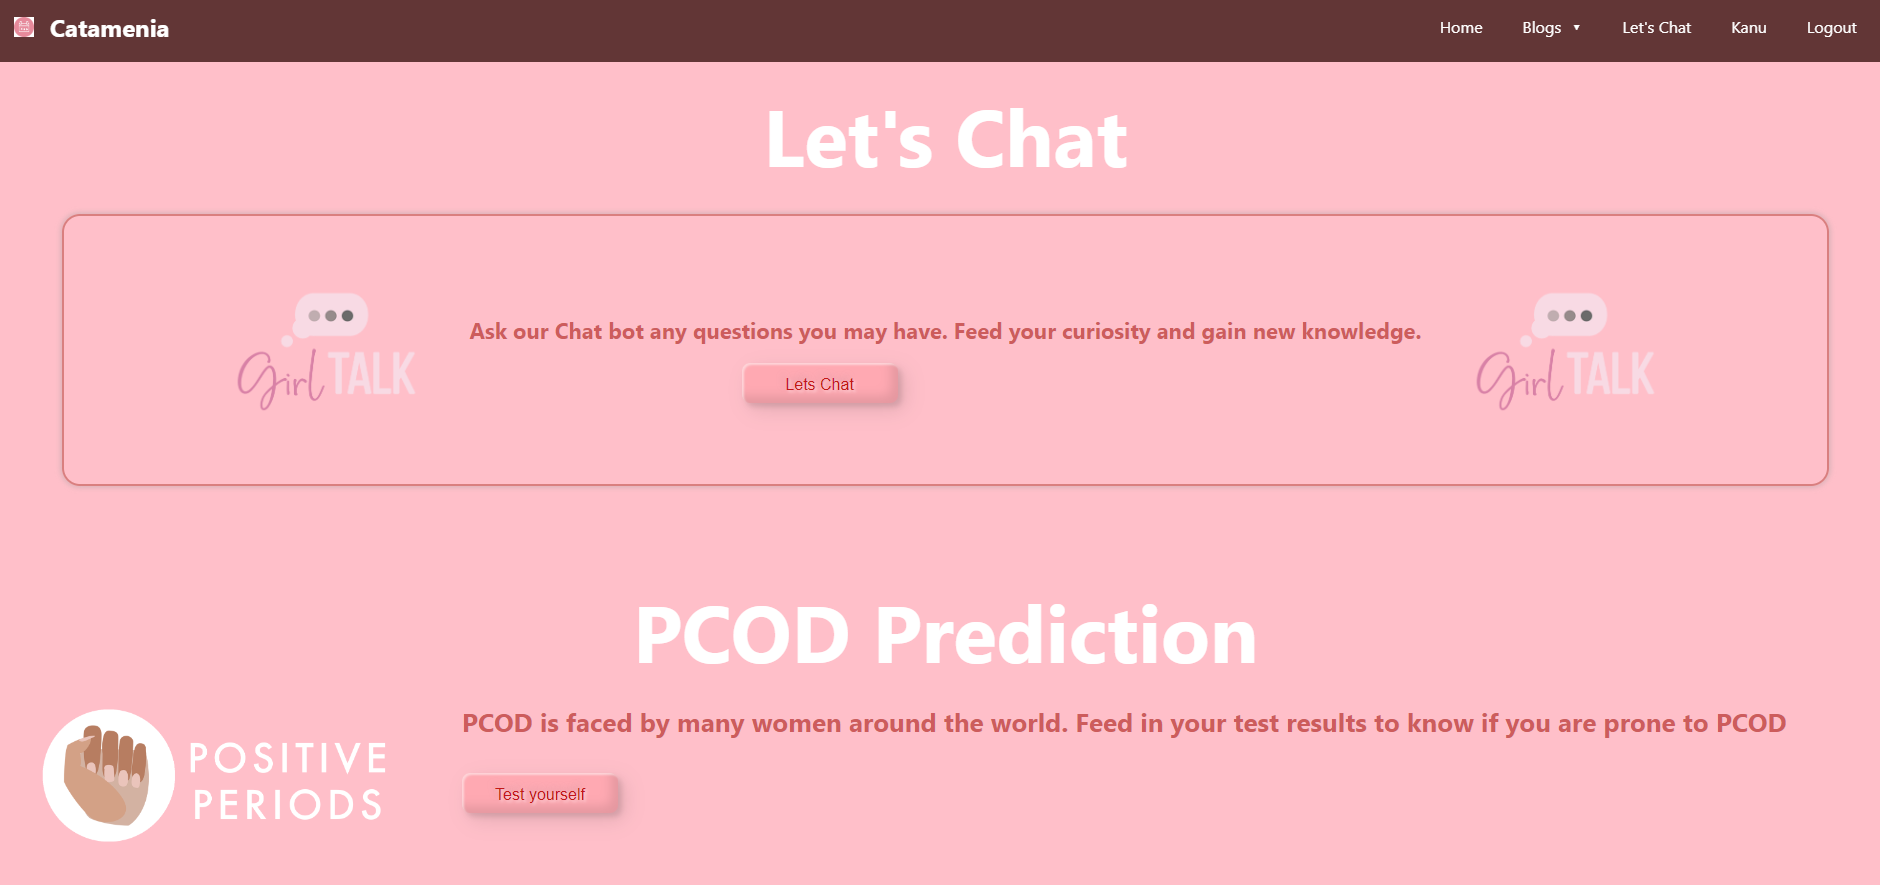 Catamenia
Home Blogs ▼ Let's Chat Kanu Logout
Let's Chat
Girl TALK
Ask our Chat bot any questions you may have. Feed your curiosity and gain new knowledge.
Lets Chat
Girl TALK
PCOD Prediction
POSITIVE
PERIODS
PCOD is faced by many women around the world. Feed in your test results to know if you are prone to PCOD
Test yourself